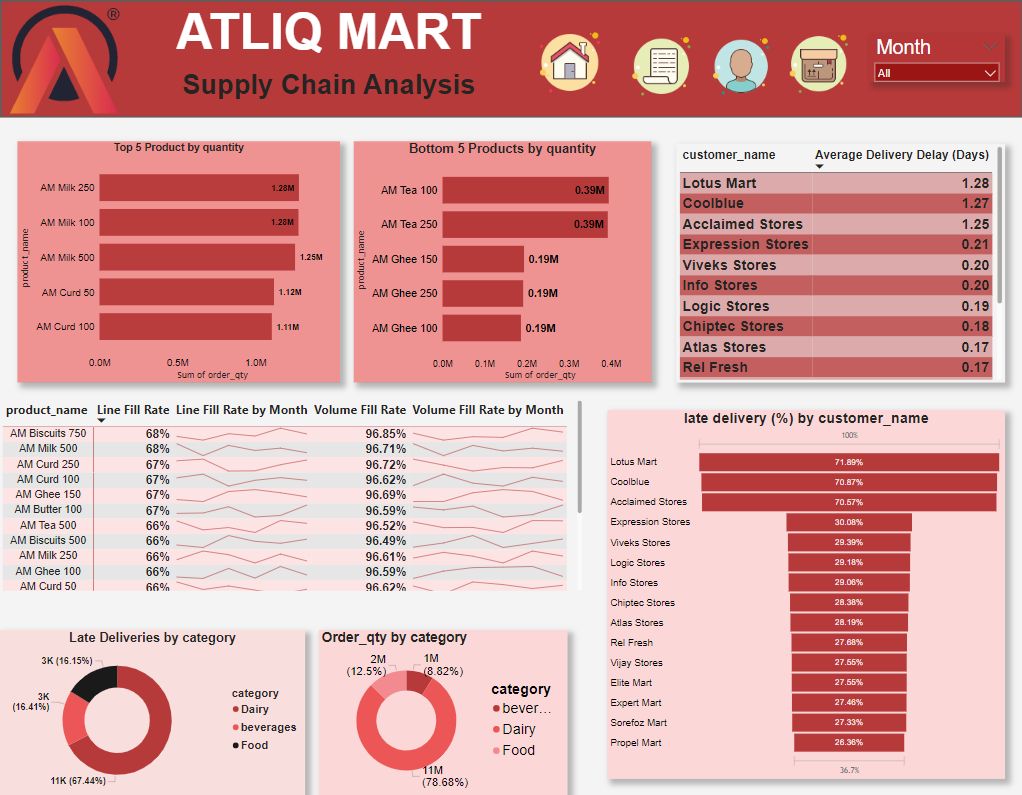 ®
ATLIQ MART
Supply Chain Analysis
Month
All
Top 5 Product by quantity
product_name
AM Milk 250 1.28M
AM Milk 100 1.28M
AM Milk 500 1.25M
AM Curd 50 1.12M
AM Curd 100 1.11M
0.0M 0.5M 1.0M
Sum of order_qty
Bottom 5 Products by quantity
product_name
AM Tea 100 0.39M
AM Tea 250 0.39M
AM Ghee 150 0.19M
AM Ghee 250 0.19M
AM Ghee 100 0.19M
0.0M 0.1M 0.2M 0.3M 0.4M
Sum of order_qty
customer_name Average Delivery Delay (Days)
Lotus Mart 1.28
Coolblue 1.27
Acclaimed Stores 1.25
Expression Stores 0.21
Viveks Stores 0.20
Info Stores 0.20
Logic Stores 0.19
Chiptec Stores 0.18
Atlas Stores 0.17
Rel Fresh 0.17
product_name Line Fill Rate Line Fill Rate by Month Volume Fill Rate Volume Fill Rate by Month
AM Biscuits 750 68% 96.85%
AM Milk 500 68% 96.71%
AM Curd 250 67% 96.72%
AM Curd 100 67% 96.62%
AM Ghee 150 67% 96.69%
AM Butter 100 67% 96.59%
AM Tea 500 66% 96.52%
AM Biscuits 500 66% 96.49%
AM Milk 250 66% 96.61%
AM Ghee 100 66% 96.59%
AM Curd 50 66% 96.62%
late delivery (%) by customer_name
100%
Lotus Mart 71.89%
Coolblue 70.87%
Acclaimed Stores 70.57%
Expression Stores 30.08%
Viveks Stores 29.39%
Logic Stores 29.18%
Info Stores 29.06%
Chiptec Stores 28.38%
Atlas Stores 28.19%
Rel Fresh 27.68%
Vijay Stores 27.55%
Elite Mart 27.55%
Expert Mart 27.46%
Sorefoz Mart 27.33%
Propel Mart 26.36%
36.7%
Late Deliveries by category
3K (16.15%)
3K
(16.41%)
11K (67.44%)
category
Dairy
beverages
Food
Order_qty by category
2M
(12.5%)
1M
(8.82%)
11M
(78.68%)
category
bever...
Dairy
Food